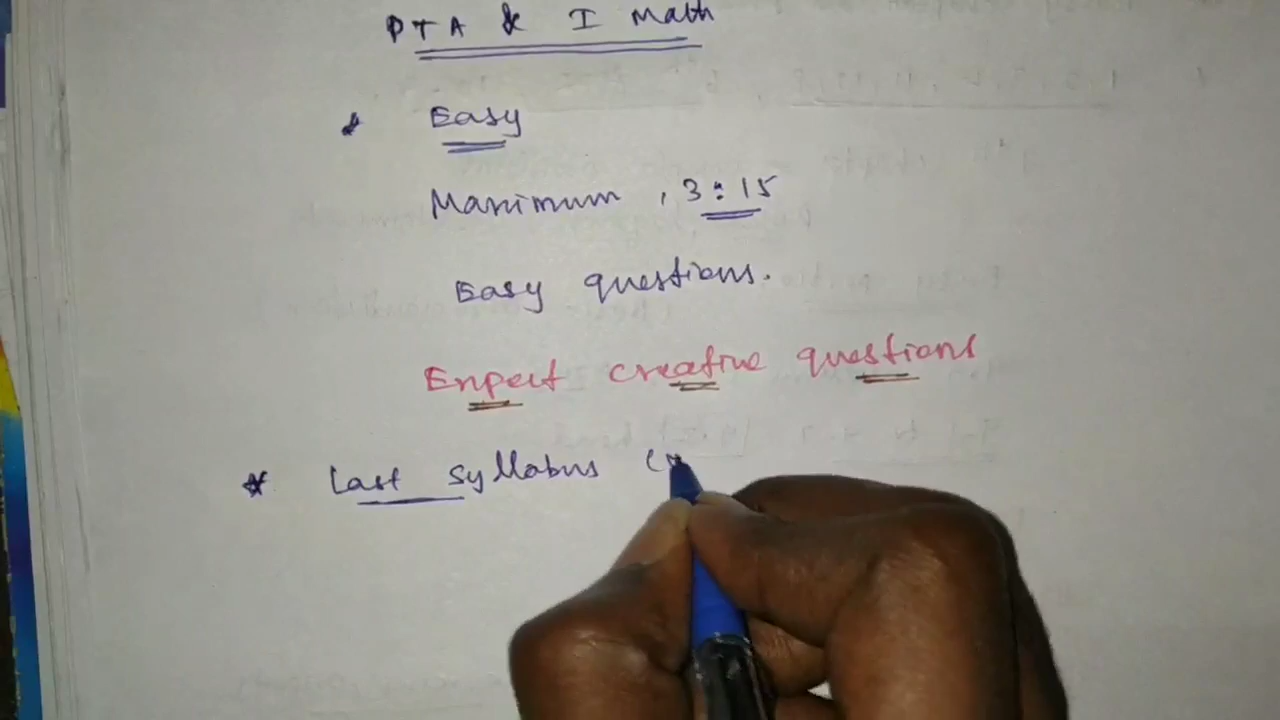 PTA & I Math
* Easy
Maximum , 3:15
Easy questions.
Expect creative questions
* Last syllabus (